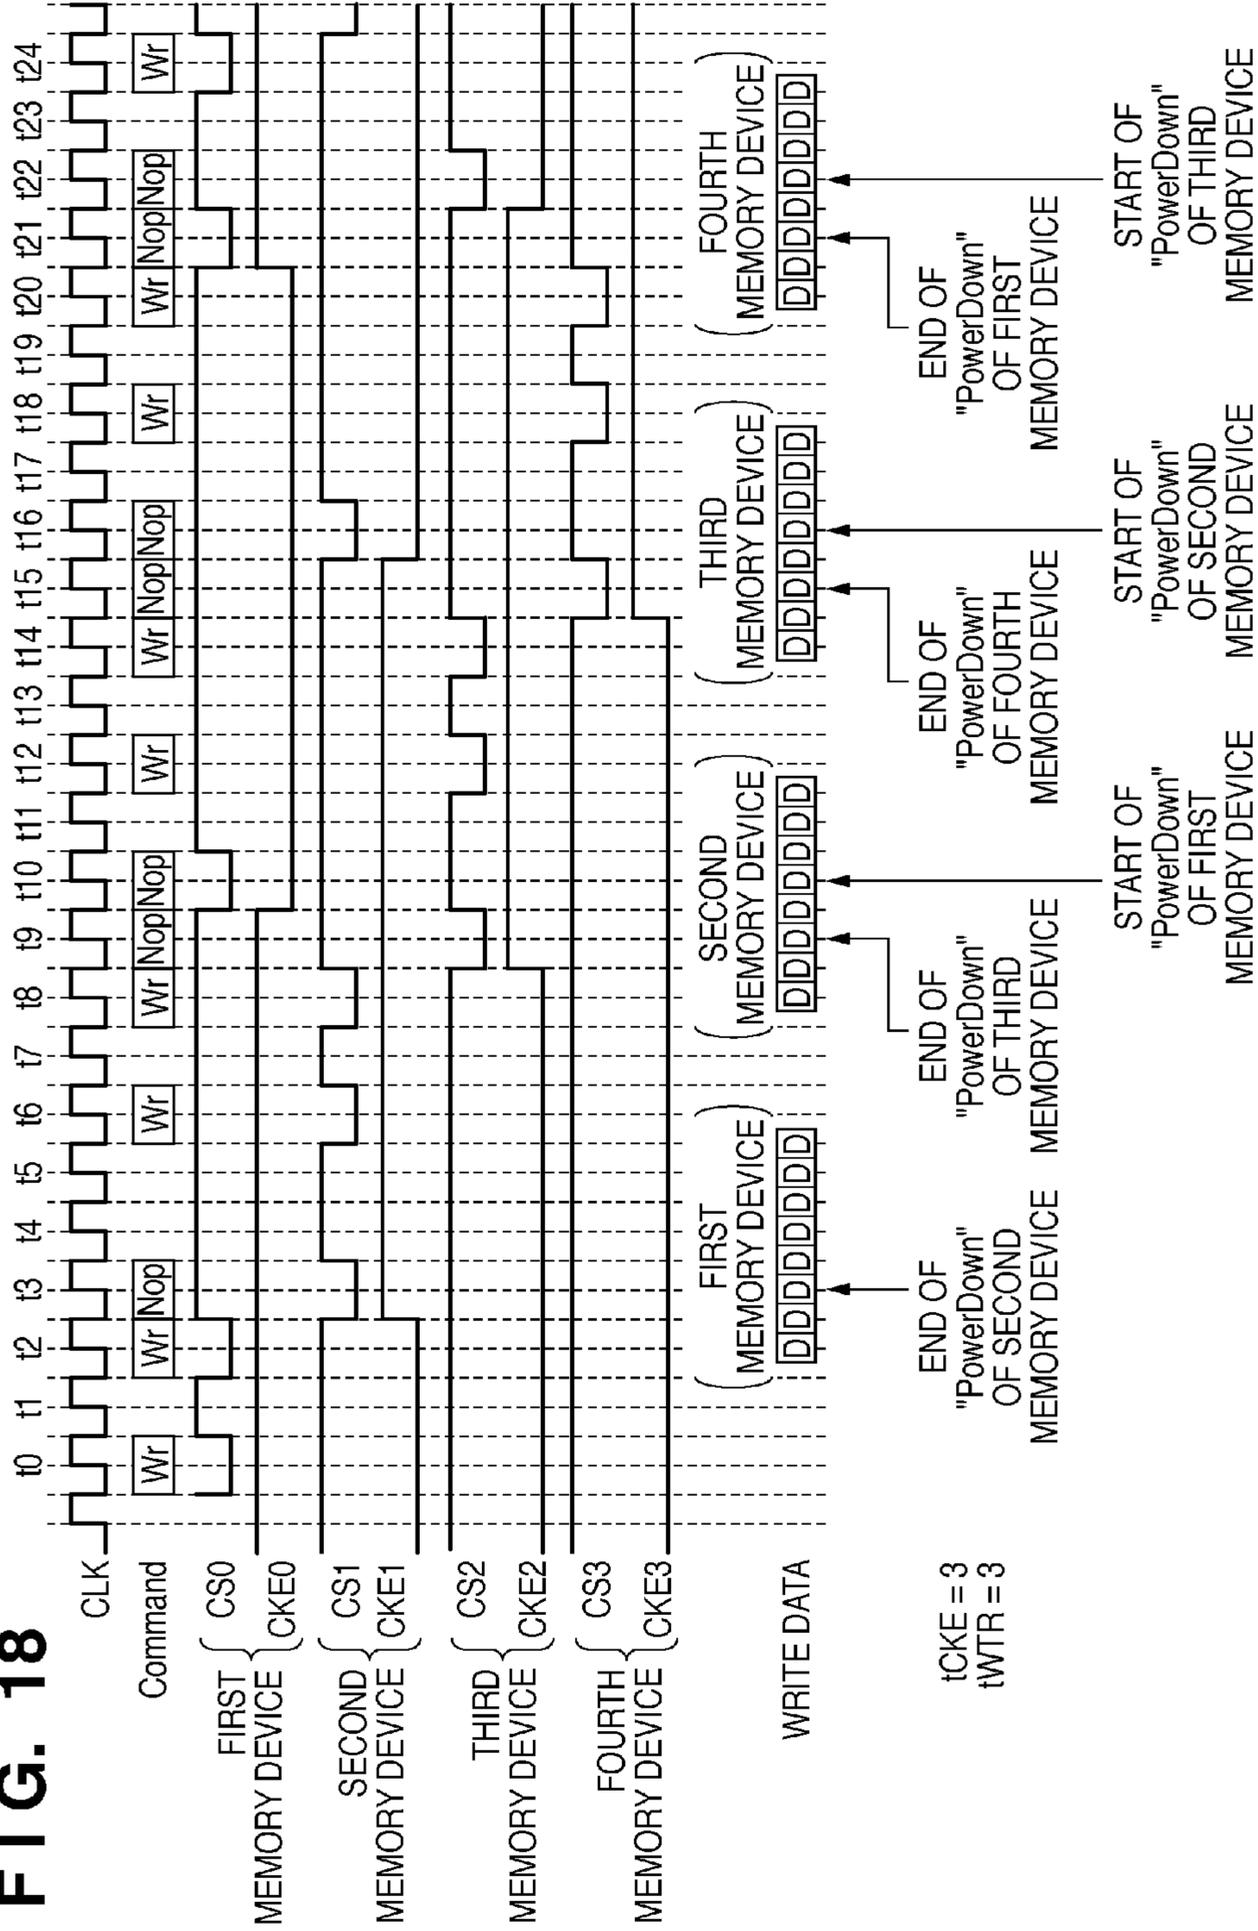 FIG. 18
t0 t1 t2 t3 t4 t5 t6 t7 t8 t9 t10 t11 t12 t13 t14 t15 t16 t17 t18 t19 t20 t21 t22 t23 t24
CLK
Command
Wr Wr Nop Wr Wr Nop Nop Wr Wr Nop Nop Wr Wr Nop Nop Wr
FIRST
MEMORY DEVICE
CS0
CKE0
SECOND
MEMORY DEVICE
CS1
CKE1
THIRD
MEMORY DEVICE
CS2
CKE2
FOURTH
MEMORY DEVICE
CS3
CKE3
(FIRST
MEMORY DEVICE)
(SECOND
MEMORY DEVICE)
(THIRD
MEMORY DEVICE)
(FOURTH
MEMORY DEVICE)
WRITE DATA
D D D D D D D D
D D D D D D D D
D D D D D D D D
D D D D D D D D
END OF
"PowerDown"
OF SECOND
MEMORY DEVICE
END OF
"PowerDown"
OF THIRD
MEMORY DEVICE
END OF
"PowerDown"
OF FOURTH
MEMORY DEVICE
END OF
"PowerDown"
OF FIRST
MEMORY DEVICE
START OF
"PowerDown"
OF FIRST
MEMORY DEVICE
START OF
"PowerDown"
OF SECOND
MEMORY DEVICE
START OF
"PowerDown"
OF THIRD
MEMORY DEVICE
tCKE = 3
tWTR = 3